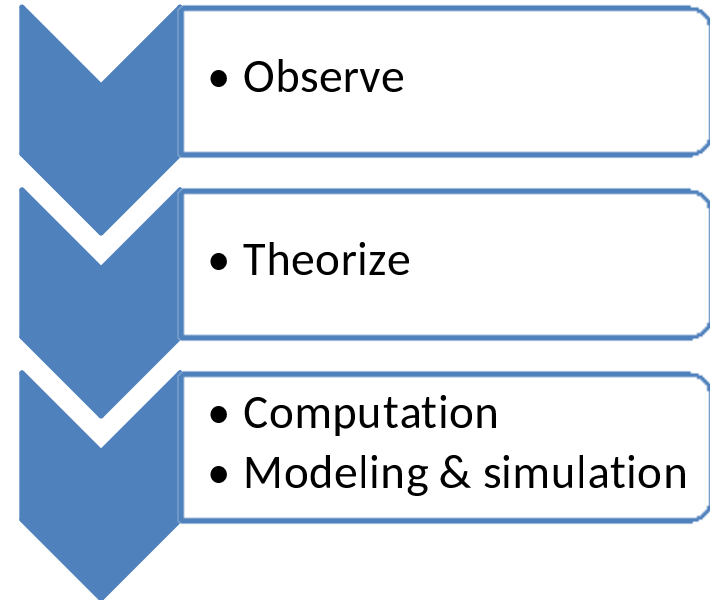 • Observe
• Theorize
• Computation
• Modeling & simulation